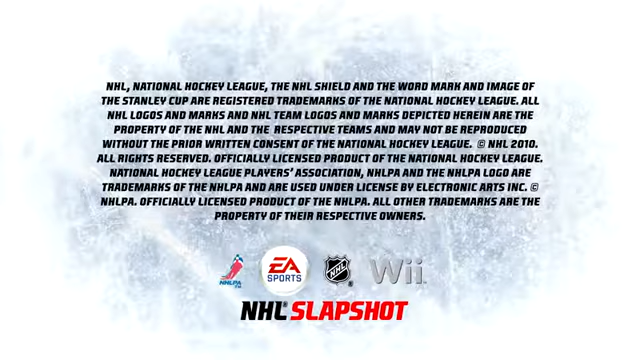 NHL, NATIONAL HOCKEY LEAGUE, THE NHL SHIELD AND THE WORD MARK AND IMAGE OF
THE STANLEY CUP ARE REGISTERED TRADEMARKS OF THE NATIONAL HOCKEY LEAGUE. ALL
NHL LOGOS AND MARKS AND NHL TEAM LOGOS AND MARKS DEPICTED HEREIN ARE THE
PROPERTY OF THE NHL AND THE RESPECTIVE TEAMS AND MAY NOT BE REPRODUCED
WITHOUT THE PRIOR WRITTEN CONSENT OF THE NATIONAL HOCKEY LEAGUE. © NHL 2010.
ALL RIGHTS RESERVED. OFFICIALLY LICENSED PRODUCT OF THE NATIONAL HOCKEY LEAGUE.
NATIONAL HOCKEY LEAGUE PLAYERS' ASSOCIATION, NHLPA AND THE NHLPA LOGO ARE
TRADEMARKS OF THE NHLPA AND ARE USED UNDER LICENSE BY ELECTRONIC ARTS INC. ©
NHLPA. OFFICIALLY LICENSED PRODUCT OF THE NHLPA. ALL OTHER TRADEMARKS ARE THE
PROPERTY OF THEIR RESPECTIVE OWNERS.
NHLPA
EA SPORTS
NHL ®
Wii
NHL® SLAPSHOT